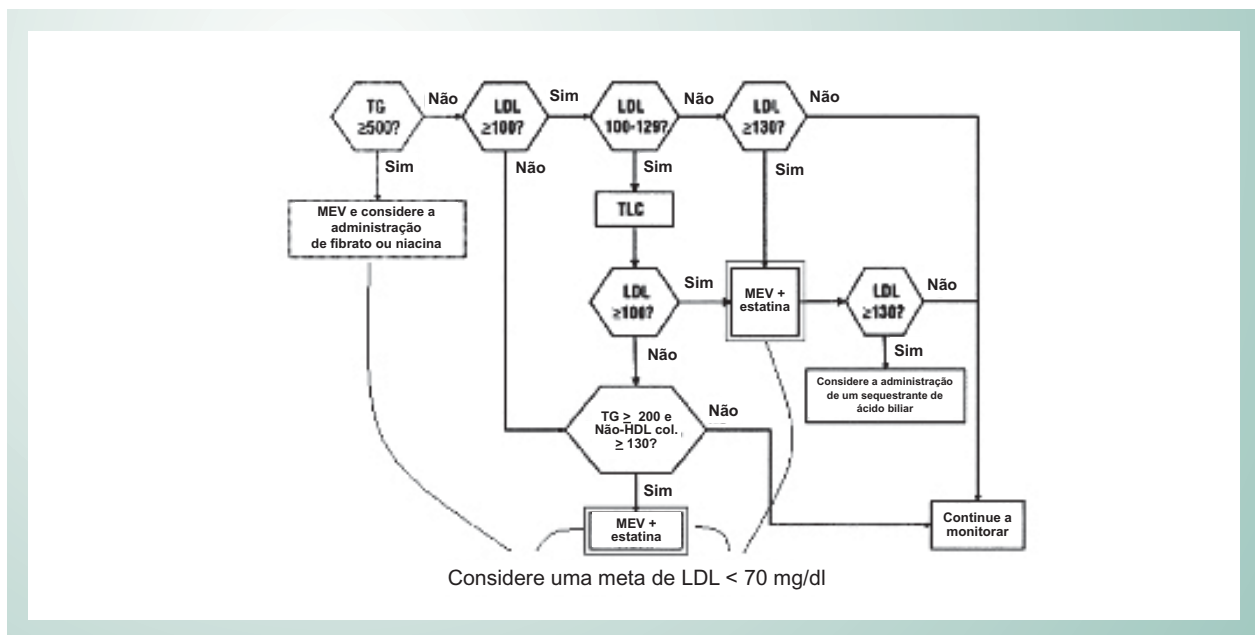 TG
≥500?
Não
LDL
≥100?
Sim
LDL
100-129?
Não
LDL
≥130?
Não
Sim
Não
Sim
Sim
MEV e considere a
administração
de fibrato ou niacina
TLC
LDL
≥100?
Sim
MEV +
estatina
LDL
≥130?
Não
Não
Sim
Considere a administração
de um sequestrante de
ácido biliar
TG ≥ 200 e
Não-HDL col.
≥ 130?
Não
Sim
MEV +
estatina
Continue a
monitorar
Considere uma meta de LDL < 70 mg/dl